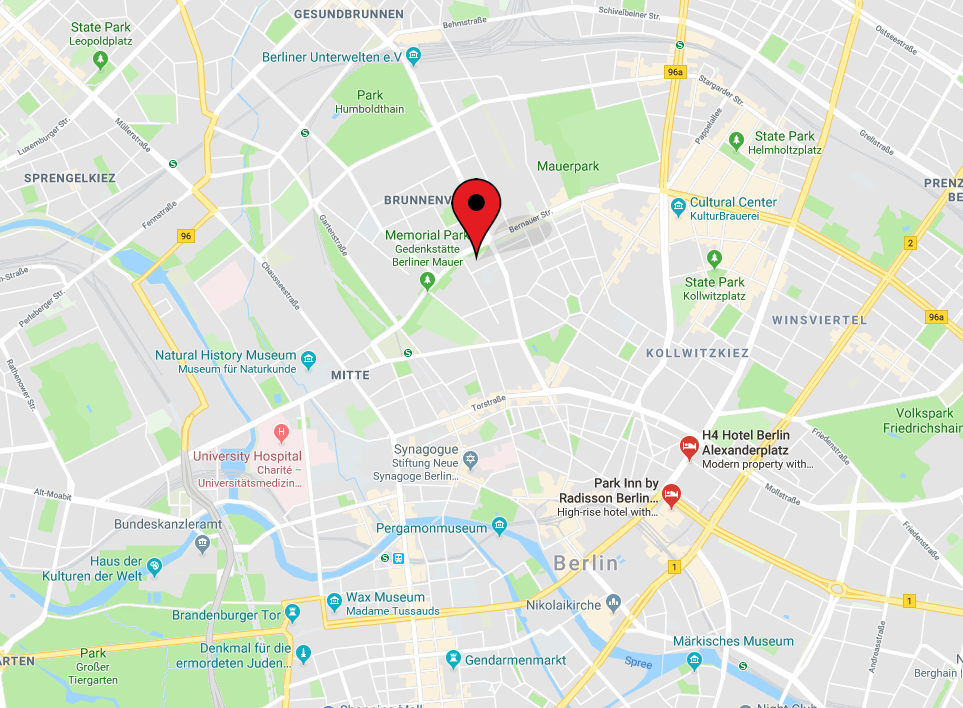 GESUNDBRUNNEN
State Park
Leopoldplatz
Behmstraße
Schivelbeiner Str.
Ostseestraße
Berliner Unterwelten e.V
96a
Stargarder Str.
Park
Humboldthain
Pappelallee
Luxemburger Str.
Müllerstraße
S
S
S
State Park
Helmholtzplatz
Grellstraße
Mauerpark
SPRENGELKIEZ
PRENZ
BE
BRUNNENV
Cultural Center
KulturBrauerei
Fennstraße
Gartenstraße
Bernauer Str.
96
Memorial Park
Gedenkstätte
Berliner Mauer
2
n-Straße
Chausseestraße
State Park
Kollwitzplatz
Perleberger Str.
96a
WINSVIERTEL
Natural History Museum
Museum für Naturkunde
S
KOLLWITZKIEZ
MITTE
Rathenower Str.
Torstraße
Volkspark
Friedrichshain
H
University Hospital
Charité –
Universitätsmedizin...
Synagogue
Stiftung Neue
Synagoge Berlin...
H4 Hotel Berlin
Alexanderplatz
Modern property with...
Friedenstraße
Park Inn by
Radisson Berlin...
High-rise hotel with...
Mollstraße
Alt-Moabit
Bundeskanzleramt
Pergamonmuseum
Friedenstraße
S
Haus der
Kulturen der Welt
Berlin
1
Wax Museum
Madame Tussauds
Nikolaikirche
1
Brandenburger Tor
Denkmal für die
ermordeten Juden...
Märkisches Museum
Andreasstraße
ARTEN
Park
Großer
Tiergarten
Gendarmenmarkt
Spree
S
N
Berghain |
Shopping Mall
Night Club